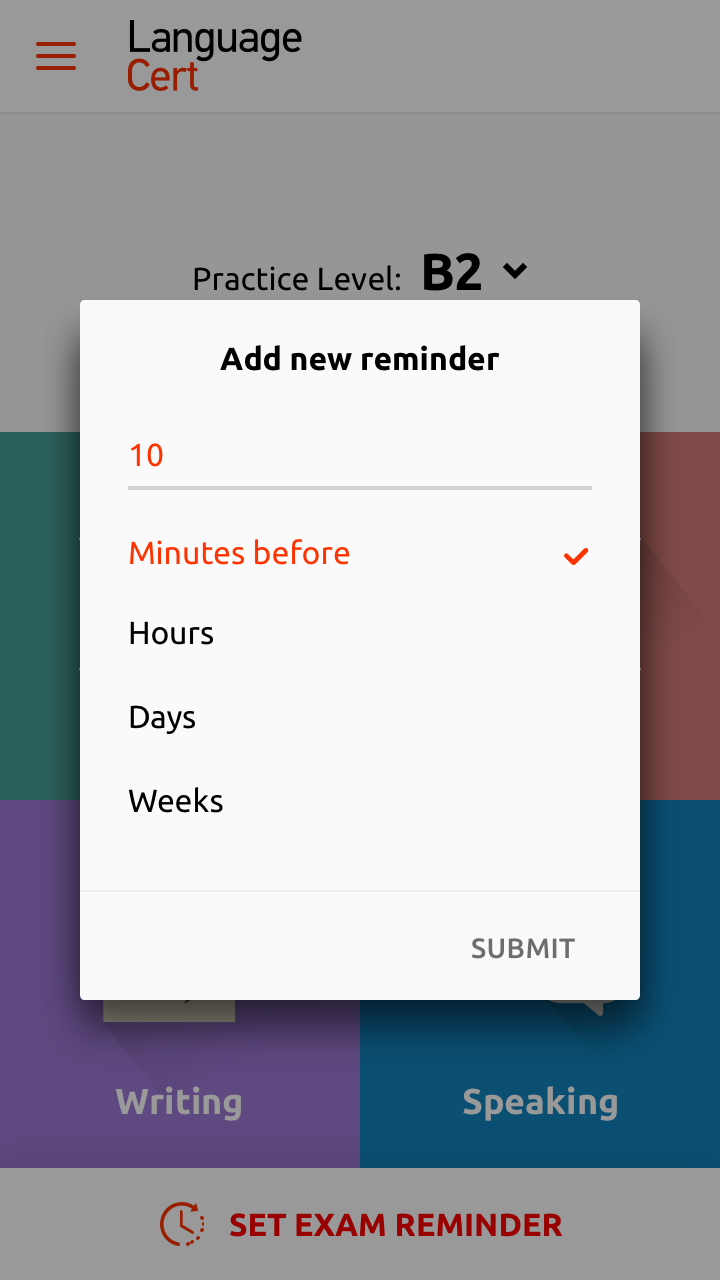 Language
Cert
Practice Level: B2
Add new reminder
10
Minutes before
Hours
Days
Weeks
SUBMIT
Writing
Speaking
SET EXAM REMINDER